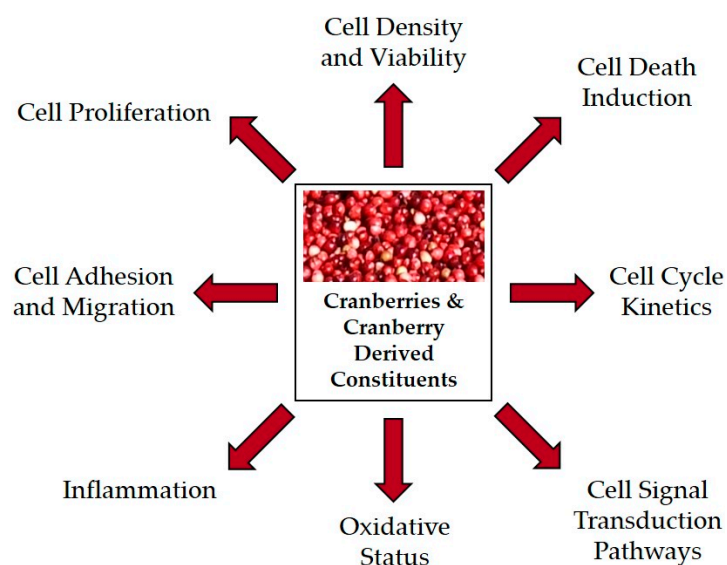 Cell Density
and Viability
Cell Death
Induction
Cell Proliferation
Cell Adhesion
and Migration
Cranberries &
Cranberry
Derived
Constituents
Cell Cycle
Kinetics
Inflammation
Oxidative
Status
Cell Signal
Transduction
Pathways